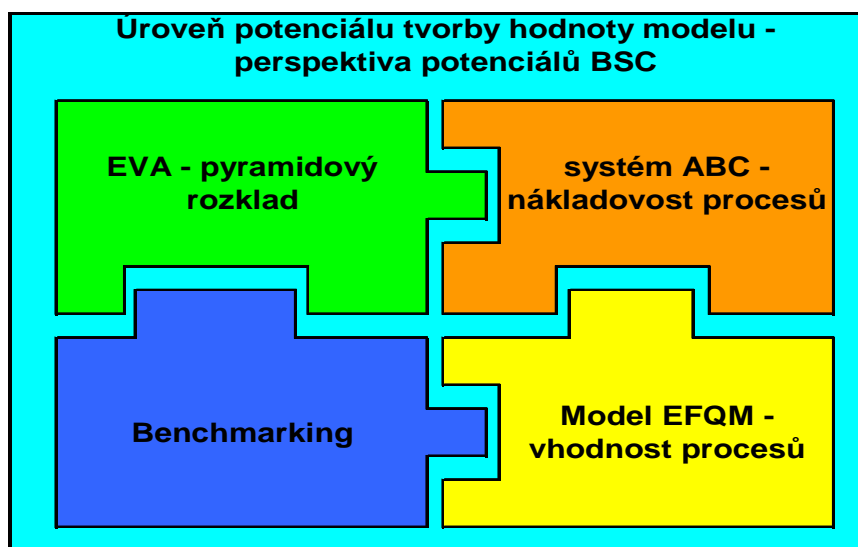 Úroveň potenciálu tvorby hodnoty modelu -
perspektiva potenciálů BSC
EVA - pyramidový
rozklad
systém ABC -
nákladovost procesů
Benchmarking
Model EFQM -
vhodnost procesů